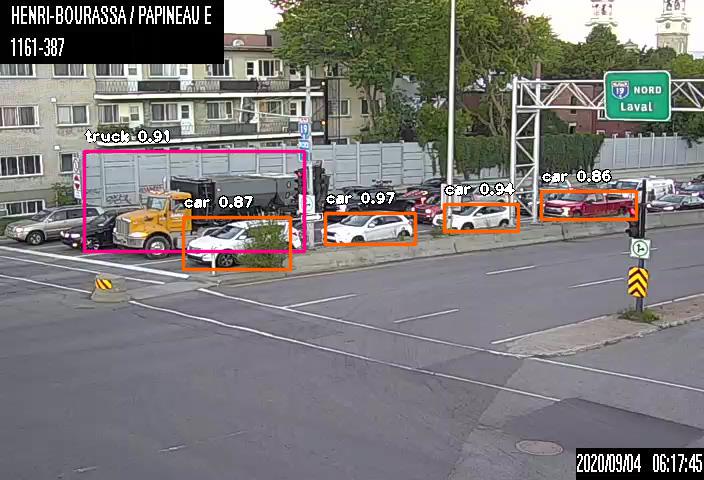 HENRI-BOURASSA / PAPINEAU E
1161-387
19 NORD
Laval
19
truck 0.91
car 0.87
car 0.97
car 0.94
car 0.86
2020/09/04 06:17:45